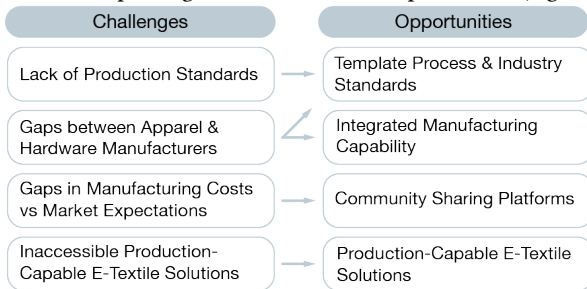 Challenges
Opportunities
Lack of Production Standards
Template Process & Industry
Standards
Gaps between Apparel &
Hardware Manufacturers
Integrated Manufacturing
Capability
Gaps in Manufacturing Costs
vs Market Expectations
Community Sharing Platforms
Inaccessible Production-
Capable E-Textile Solutions
Production-Capable E-Textile
Solutions